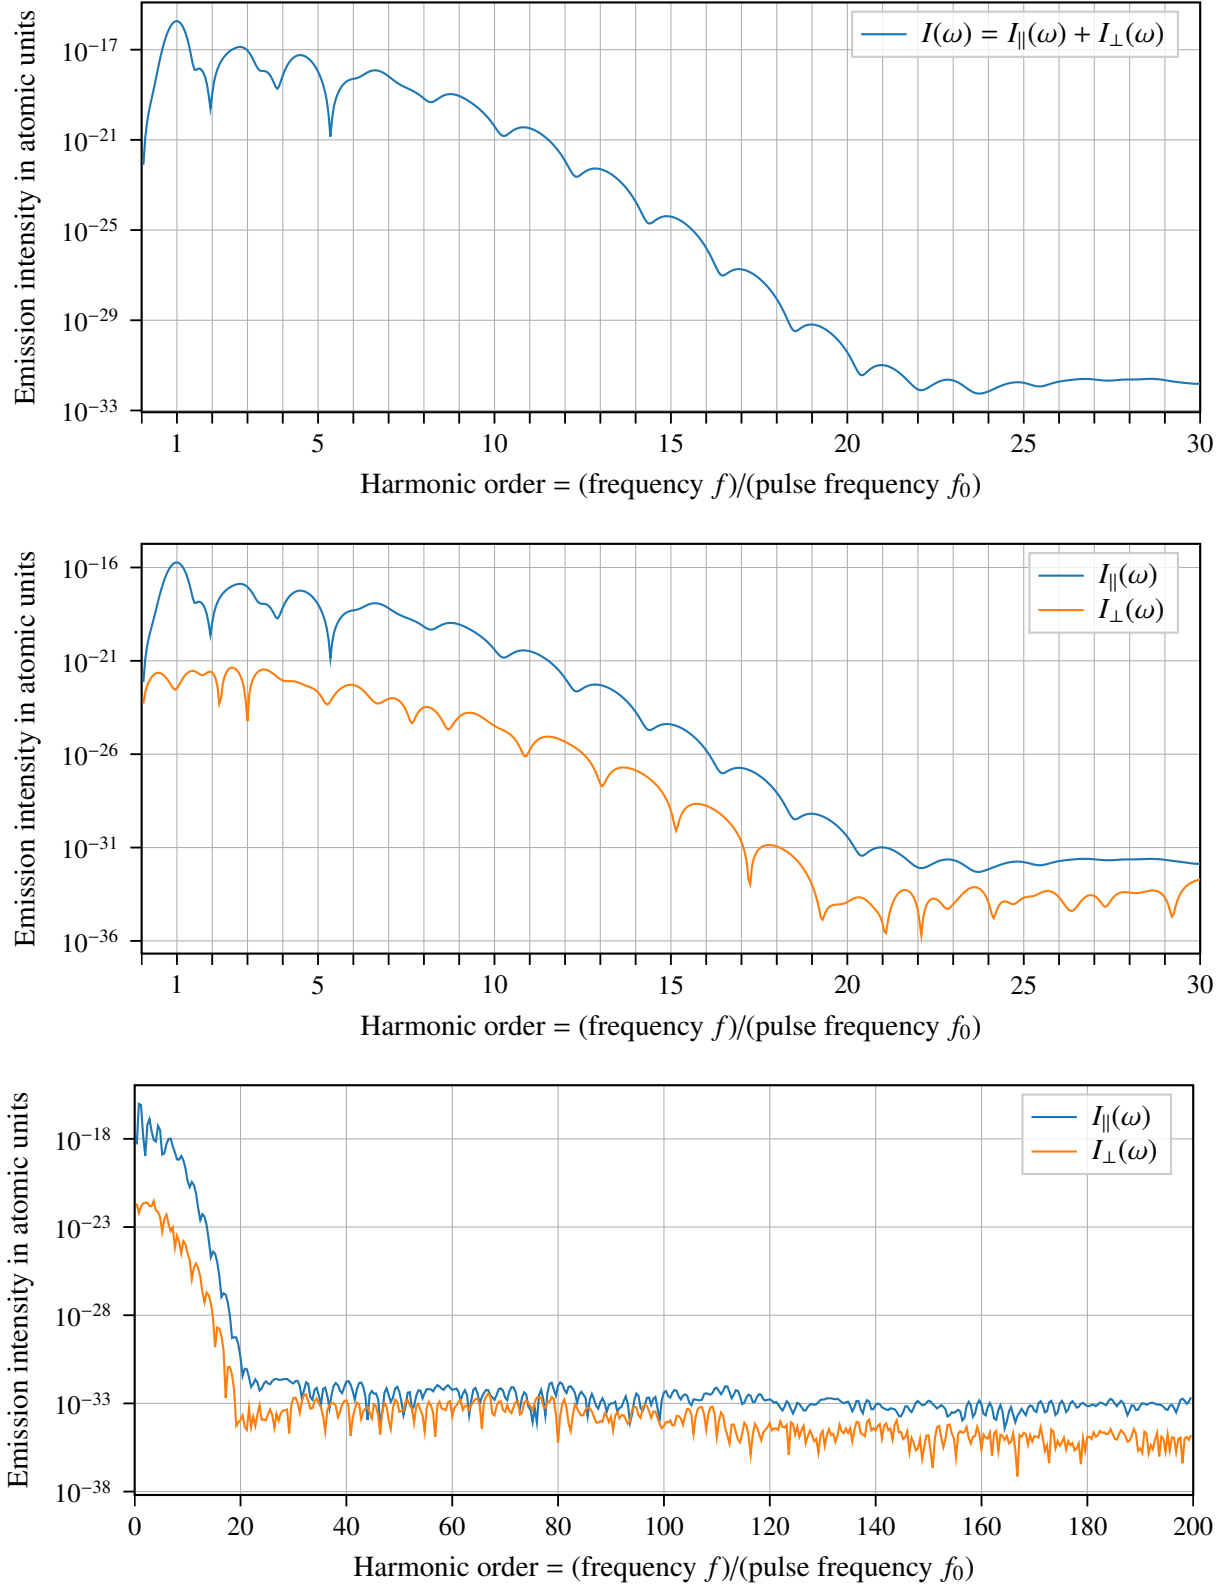 Emission intensity in atomic units
10⁻¹⁷
10⁻²¹
10⁻²⁵
10⁻²⁹
10⁻³³
I(ω) = I∥(ω) + I⊥(ω)
1 5 10 15 20 25 30
Harmonic order = (frequency f)/(pulse frequency f₀)
Emission intensity in atomic units
10⁻¹⁶
10⁻²¹
10⁻²⁶
10⁻³¹
10⁻³⁶
I∥(ω)
I⊥(ω)
1 5 10 15 20 25 30
Harmonic order = (frequency f)/(pulse frequency f₀)
Emission intensity in atomic units
10⁻¹⁸
10⁻²³
10⁻²⁸
10⁻³³
10⁻³⁸
I∥(ω)
I⊥(ω)
0 20 40 60 80 100 120 140 160 180 200
Harmonic order = (frequency f)/(pulse frequency f₀)